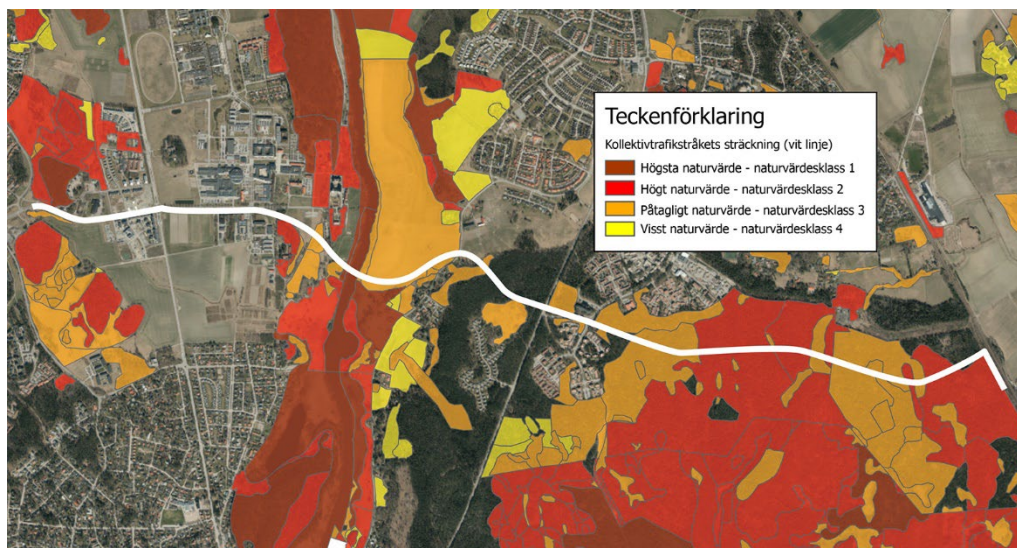 Teckenförklaring
Kollektivtrafikstråkets sträckning (vit linje)
Högsta naturvärde - naturvärdesklass 1
Högt naturvärde - naturvärdesklass 2
Påtagligt naturvärde - naturvärdesklass 3
Visst naturvärde - naturvärdesklass 4